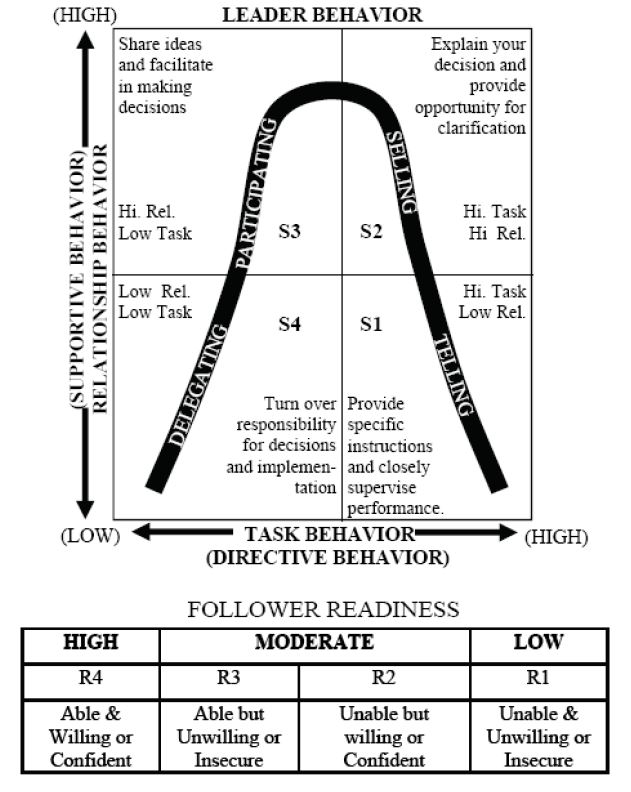 (HIGH)
LEADER BEHAVIOR
Share ideas
and facilitate
in making
decisions
Explain your
decision and
provide
opportunity for
clarification
(SUPPORTIVE BEHAVIOR)
RELATIONSHIP BEHAVIOR
PARTICIPATING
SELLING
Hi. Rel.
Low Task
S3
S2
Hi. Task
Hi Rel.
Low Rel.
Low Task
S4
S1
Hi. Task
Low Rel.
DELEGATING
TELLING
Turn over
responsibility
for decisions
and implemen-
tation
Provide
specific
instructions
and closely
supervise
performance.
(LOW)
TASK BEHAVIOR
(HIGH)
(DIRECTIVE BEHAVIOR)
FOLLOWER READINESS
HIGH
MODERATE
LOW
R4
R3
R2
R1
Able &
Willing or
Confident
Able but
Unwilling or
Insecure
Unable but
willing or
Confident
Unable &
Unwilling or
Insecure